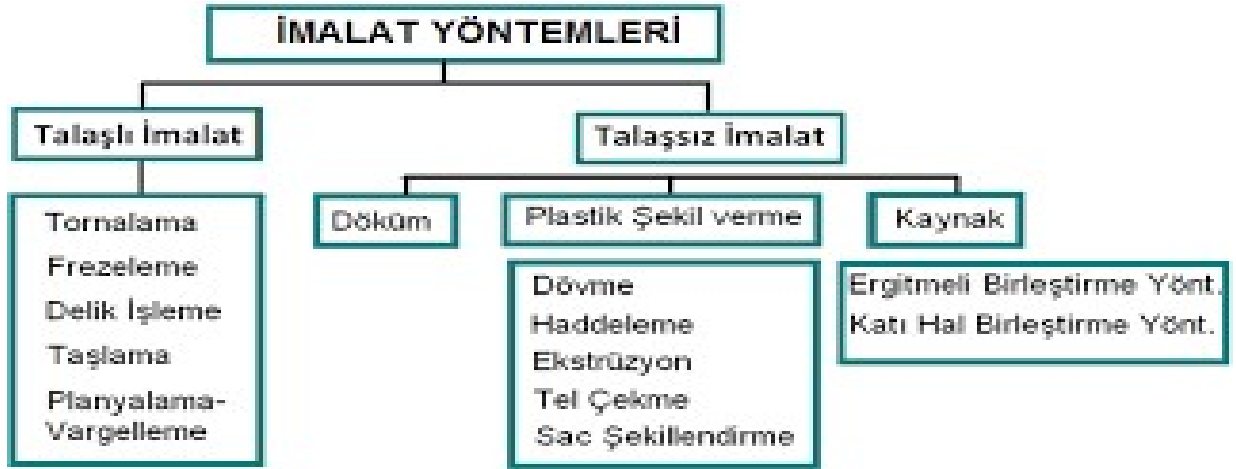 İMALAT YÖNTEMLERİ
Talaşlı İmalat
Talaşsız İmalat
Tornalama
Frezeleme
Delik İşleme
Taşlama
Planyalama-
Vargelleme
Döküm
Plastik Şekil verme
Kaynak
Dövme
Haddeleme
Ekstrüzyon
Tel Çekme
Sac Şekillendirme
Ergitmeli Birleştirme Yönt.
Katı Hal Birleştirme Yönt.